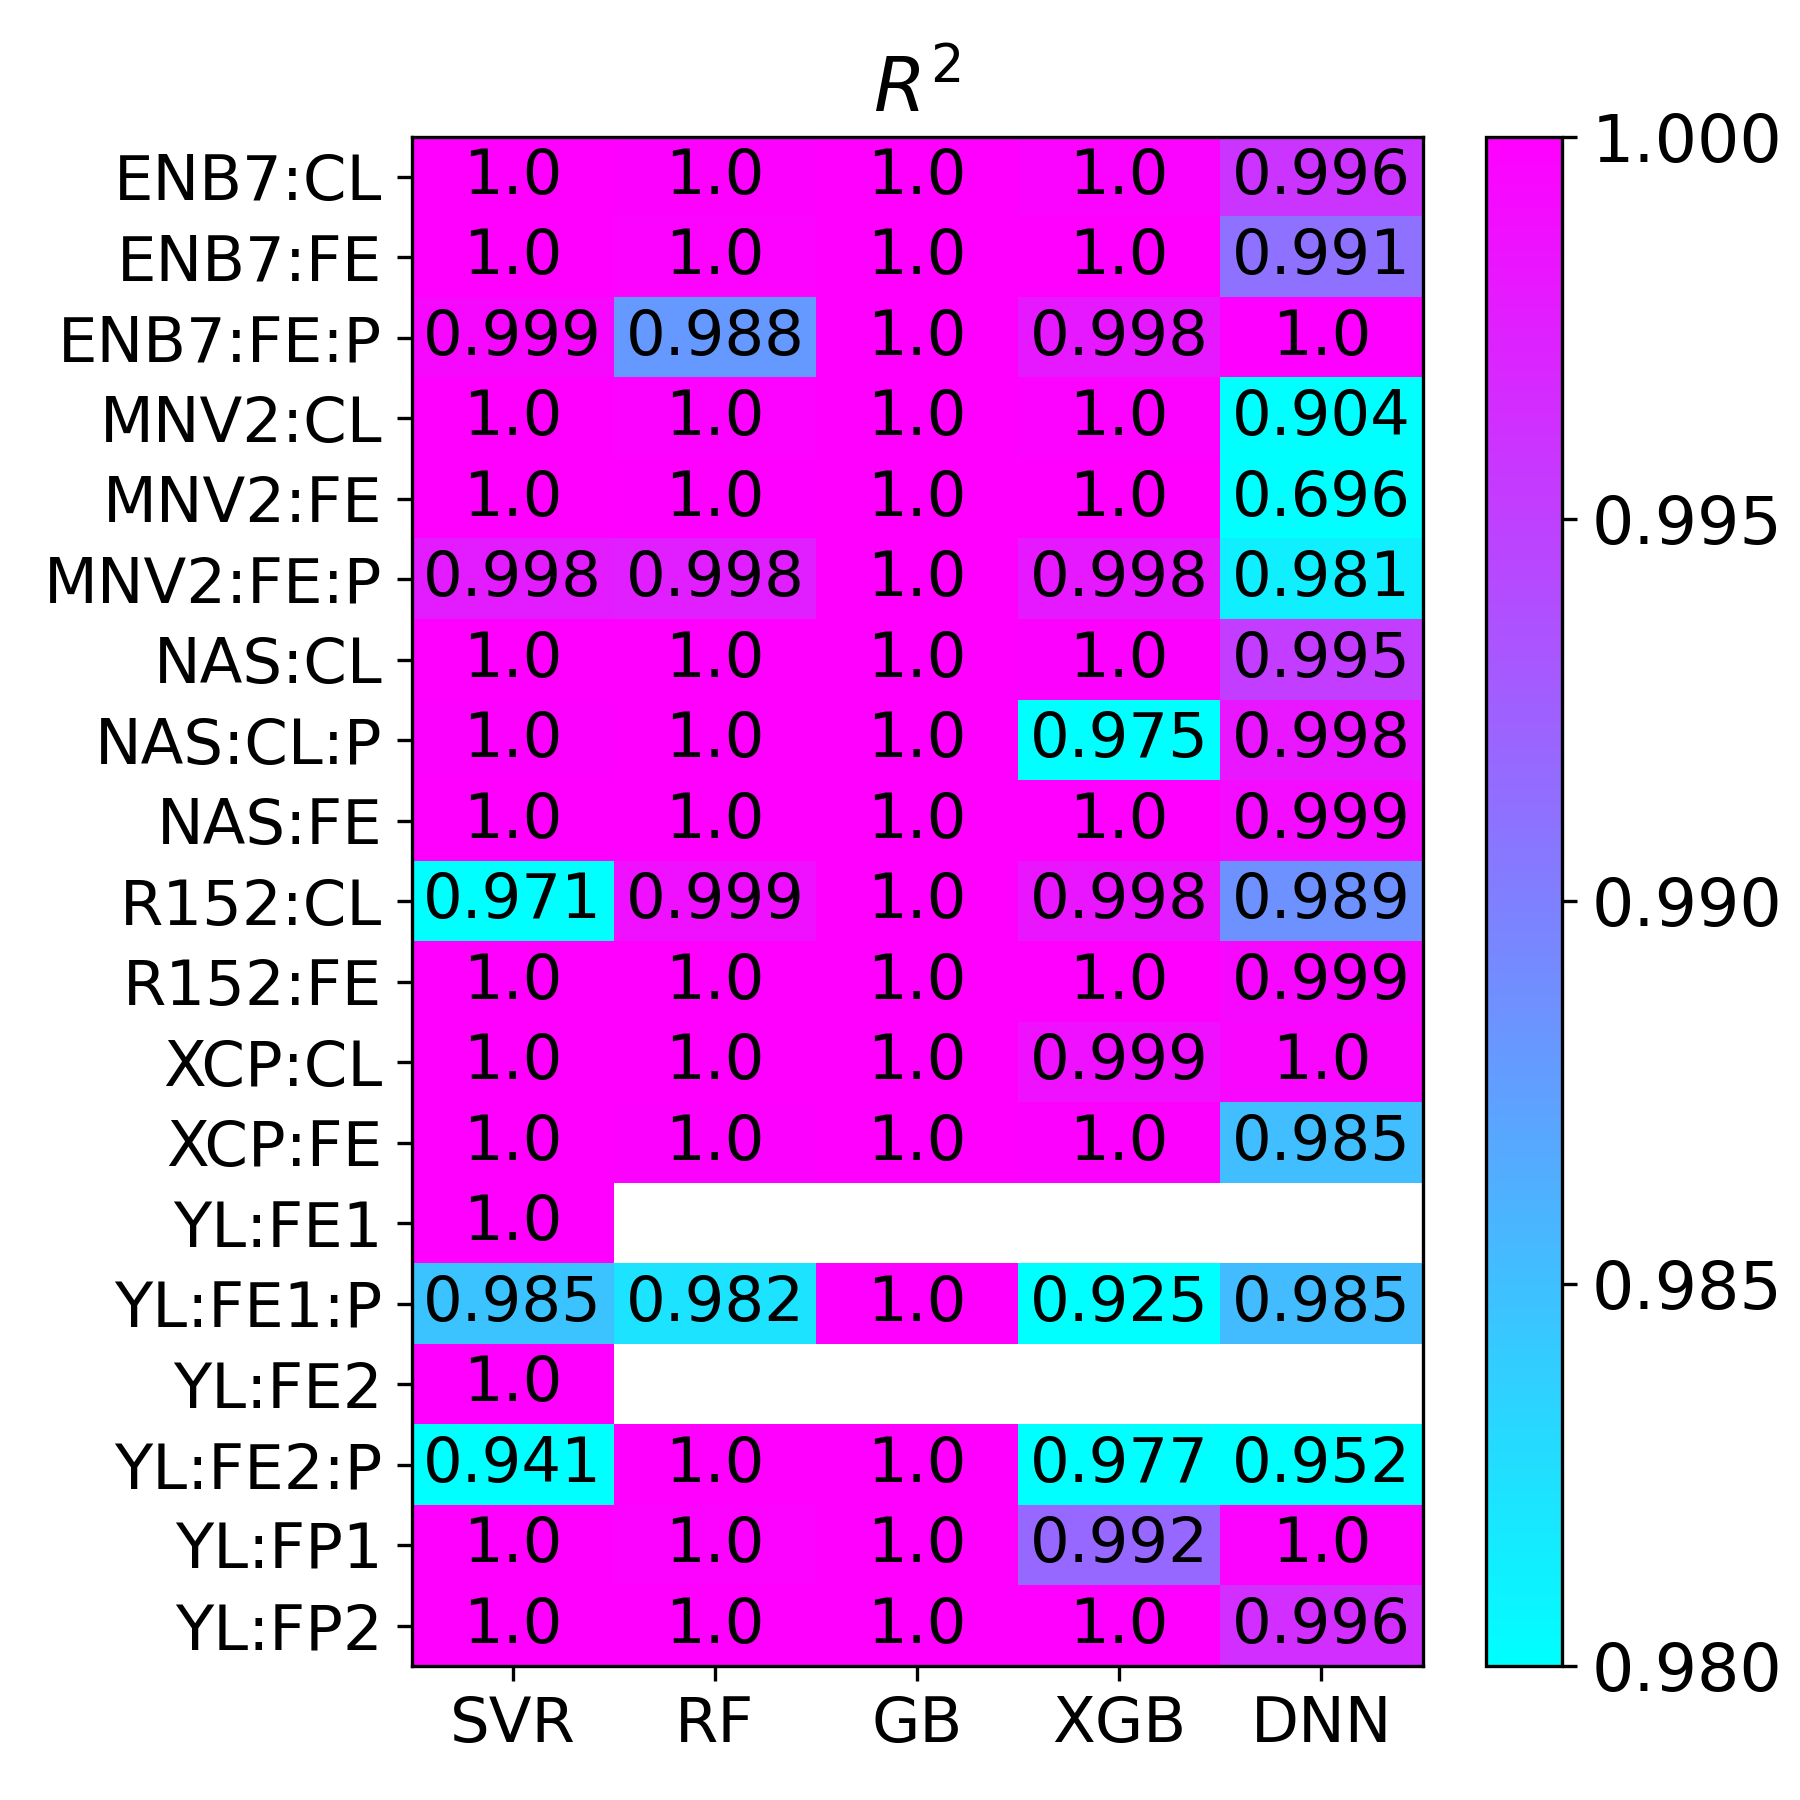 R²
ENB7:CL 1.0 1.0 1.0 1.0 0.996
ENB7:FE 1.0 1.0 1.0 1.0 0.991
ENB7:FE:P 0.999 0.988 1.0 0.998 1.0
MNV2:CL 1.0 1.0 1.0 1.0 0.904
MNV2:FE 1.0 1.0 1.0 1.0 0.696
MNV2:FE:P 0.998 0.998 1.0 0.998 0.981
NAS:CL 1.0 1.0 1.0 1.0 0.995
NAS:CL:P 1.0 1.0 1.0 0.975 0.998
NAS:FE 1.0 1.0 1.0 1.0 0.999
R152:CL 0.971 0.999 1.0 0.998 0.989
R152:FE 1.0 1.0 1.0 1.0 0.999
XCP:CL 1.0 1.0 1.0 0.999 1.0
XCP:FE 1.0 1.0 1.0 1.0 0.985
YL:FE1 1.0
YL:FE1:P 0.985 0.982 1.0 0.925 0.985
YL:FE2 1.0
YL:FE2:P 0.941 1.0 1.0 0.977 0.952
YL:FP1 1.0 1.0 1.0 0.992 1.0
YL:FP2 1.0 1.0 1.0 1.0 0.996
SVR RF GB XGB DNN
1.000
0.995
0.990
0.985
0.980